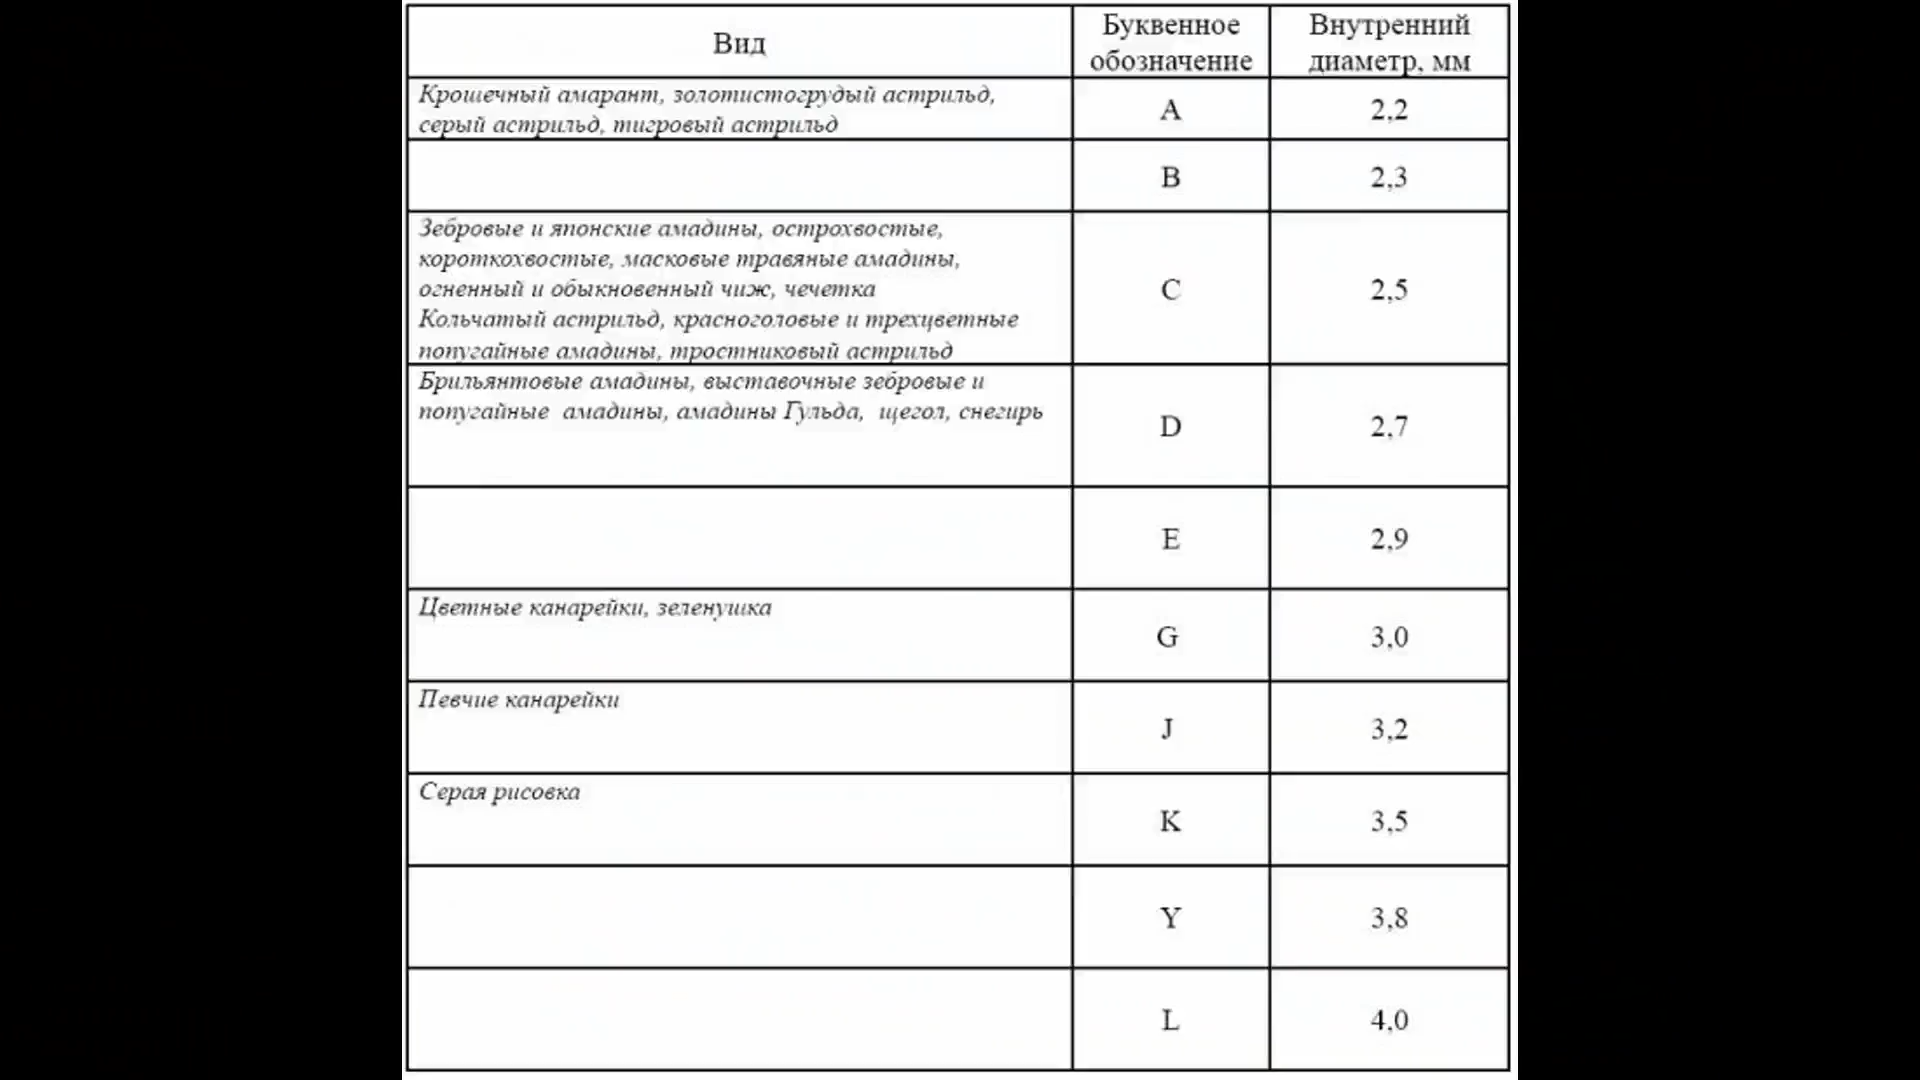 Вид
Буквенное
обозначение
Внутренний
диаметр, мм
Крошечный амарант, золотистогрудый астрильд,
серый астрильд, тигровый астрильд
A
2,2
B
2,3
Зебровые и японские амадины, острохвостые,
короткохвостые, масковые травяные амадины,
огненный и обыкновенный чиж, чечетка
Кольчатый астрильд, красноголовые и трехцветные
попугайные амадины, тростниковый астрильд
C
2,5
Брильянтовые амадины, выставочные зебровые и
попугайные амадины, амадины Гульда, щегол, снегирь
D
2,7
E
2,9
Цветные канарейки, зеленушка
G
3,0
Певчие канарейки
J
3,2
Серая рисовка
K
3,5
Y
3,8
L
4,0